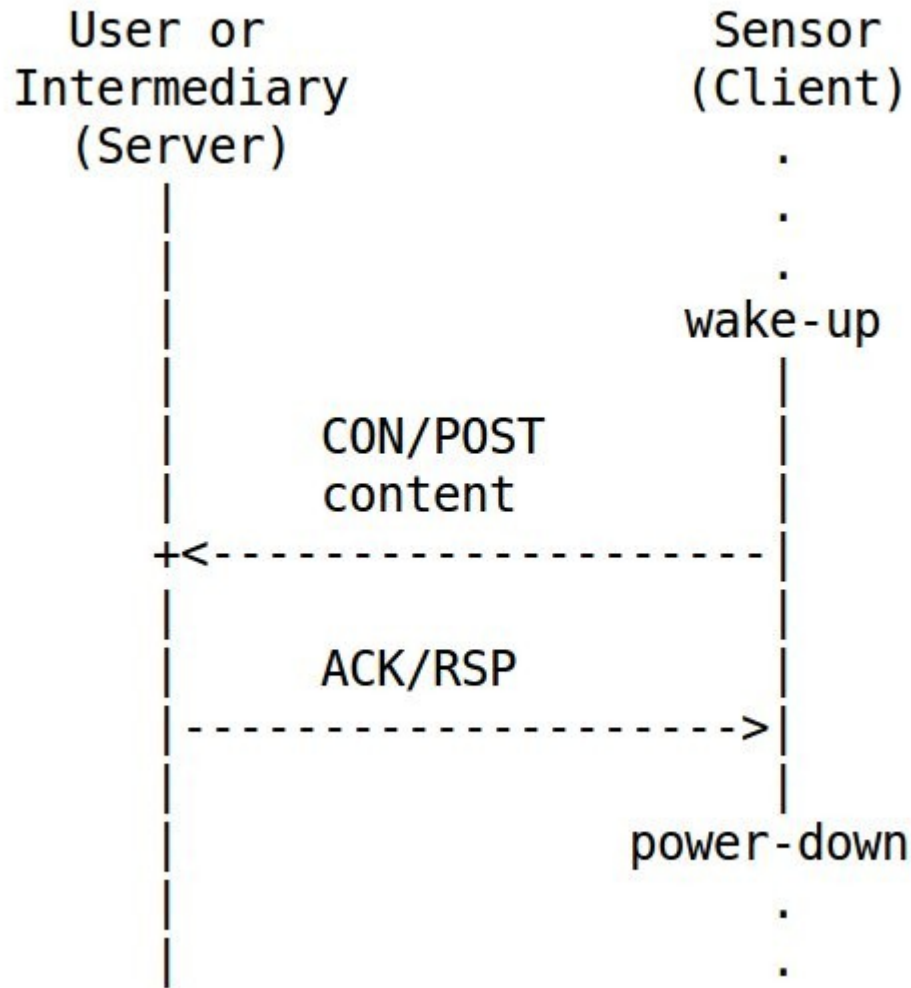 User or Sensor
Intermediary (Client)
(Server) .
| .
| .
| wake-up
| |
| CON/POST |
| content |
+<--------------------|
| |
| ACK/RSP |
|-------------------->|
| |
| power-down
| .
| .